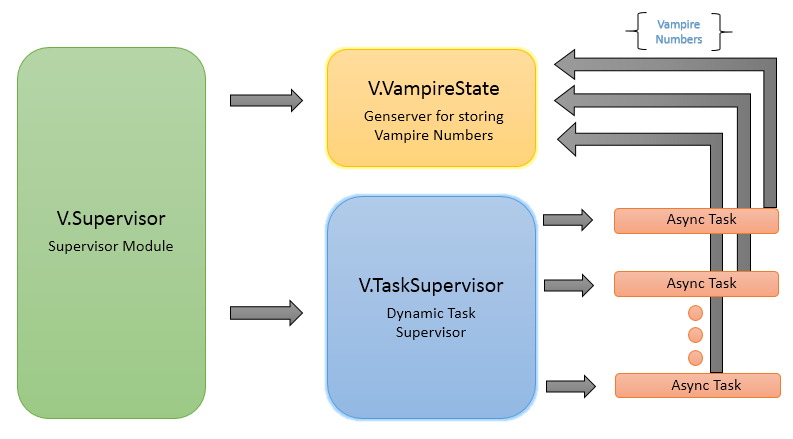 Vampire
Numbers
V.VampireState
Genserver for storing
Vampire Numbers
V.Supervisor
Supervisor Module
V.TaskSupervisor
Dynamic Task
Supervisor
Async Task
Async Task
Async Task